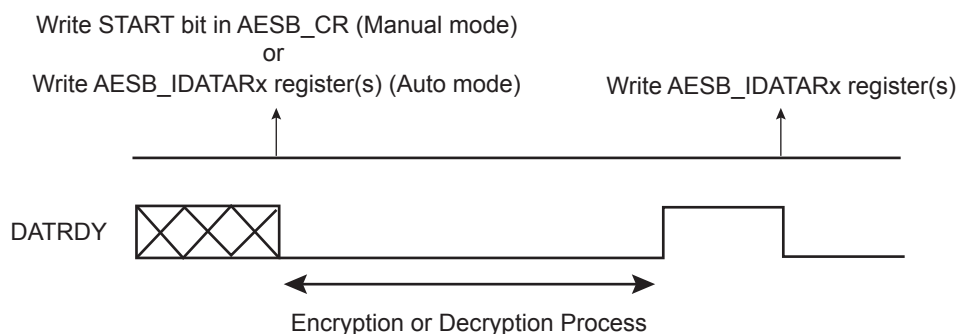 Write START bit in AESB_CR (Manual mode)
or
Write AESB_IDATARx register(s) (Auto mode)
Write AESB_IDATARx register(s)
DATRDY
Encryption or Decryption Process